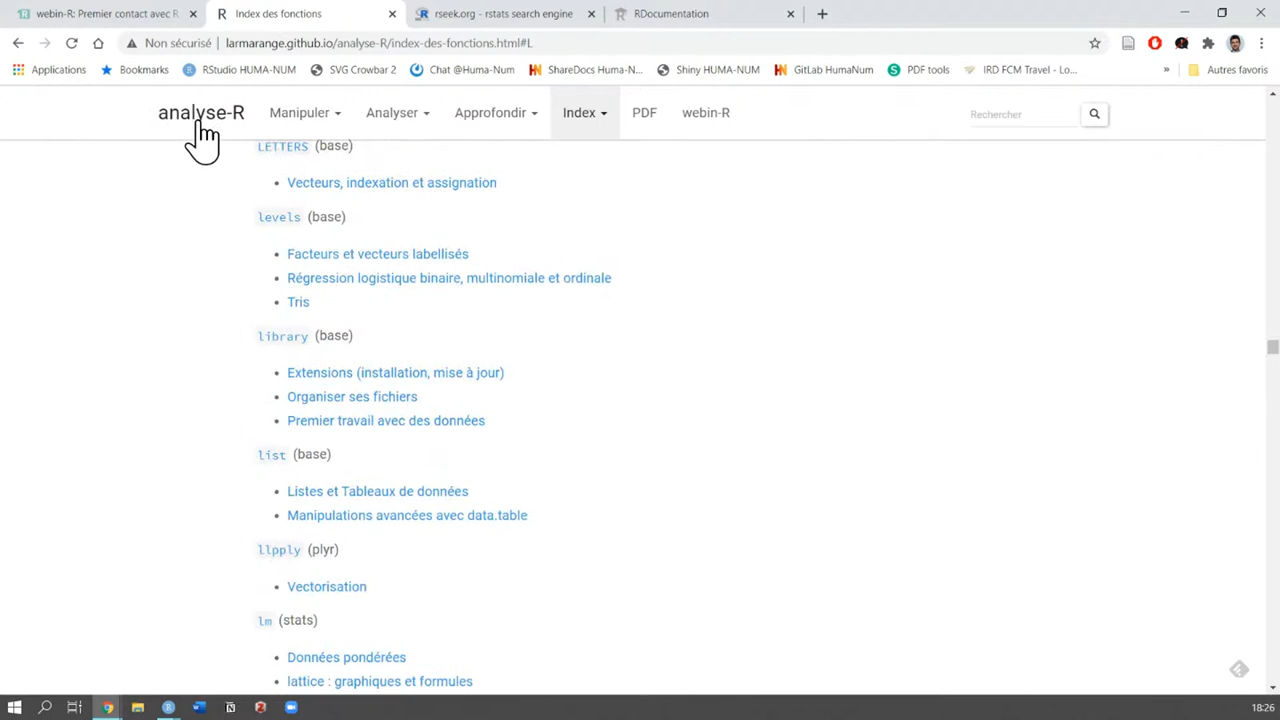 webin-R: Premier contact avec R
Index des fonctions
rseek.org - rstats search engine
RDocumentation
Non sécurisé
larmarange.github.io/analyse-R/index-des-fonctions.html#L
Applications
Bookmarks
RStudio HUMA-NUM
SVG Crowbar 2
Chat @Huma-Num
ShareDocs Huma-N...
Shiny HUMA-NUM
GitLab HumaNum
PDF tools
IRD FCM Travel - Lo...
»
Autres favoris
analyse-R
Manipuler
Analyser
Approfondir
Index
PDF
webin-R
Rechercher
LETTERS (base)
• Vecteurs, indexation et assignation
levels (base)
• Facteurs et vecteurs labellisés
• Régression logistique binaire, multinomiale et ordinale
• Tris
library (base)
• Extensions (installation, mise à jour)
• Organiser ses fichiers
• Premier travail avec des données
list (base)
• Listes et Tableaux de données
• Manipulations avancées avec data.table
llpply (plyr)
• Vectorisation
lm (stats)
• Données pondérées
• lattice : graphiques et formules
18:26